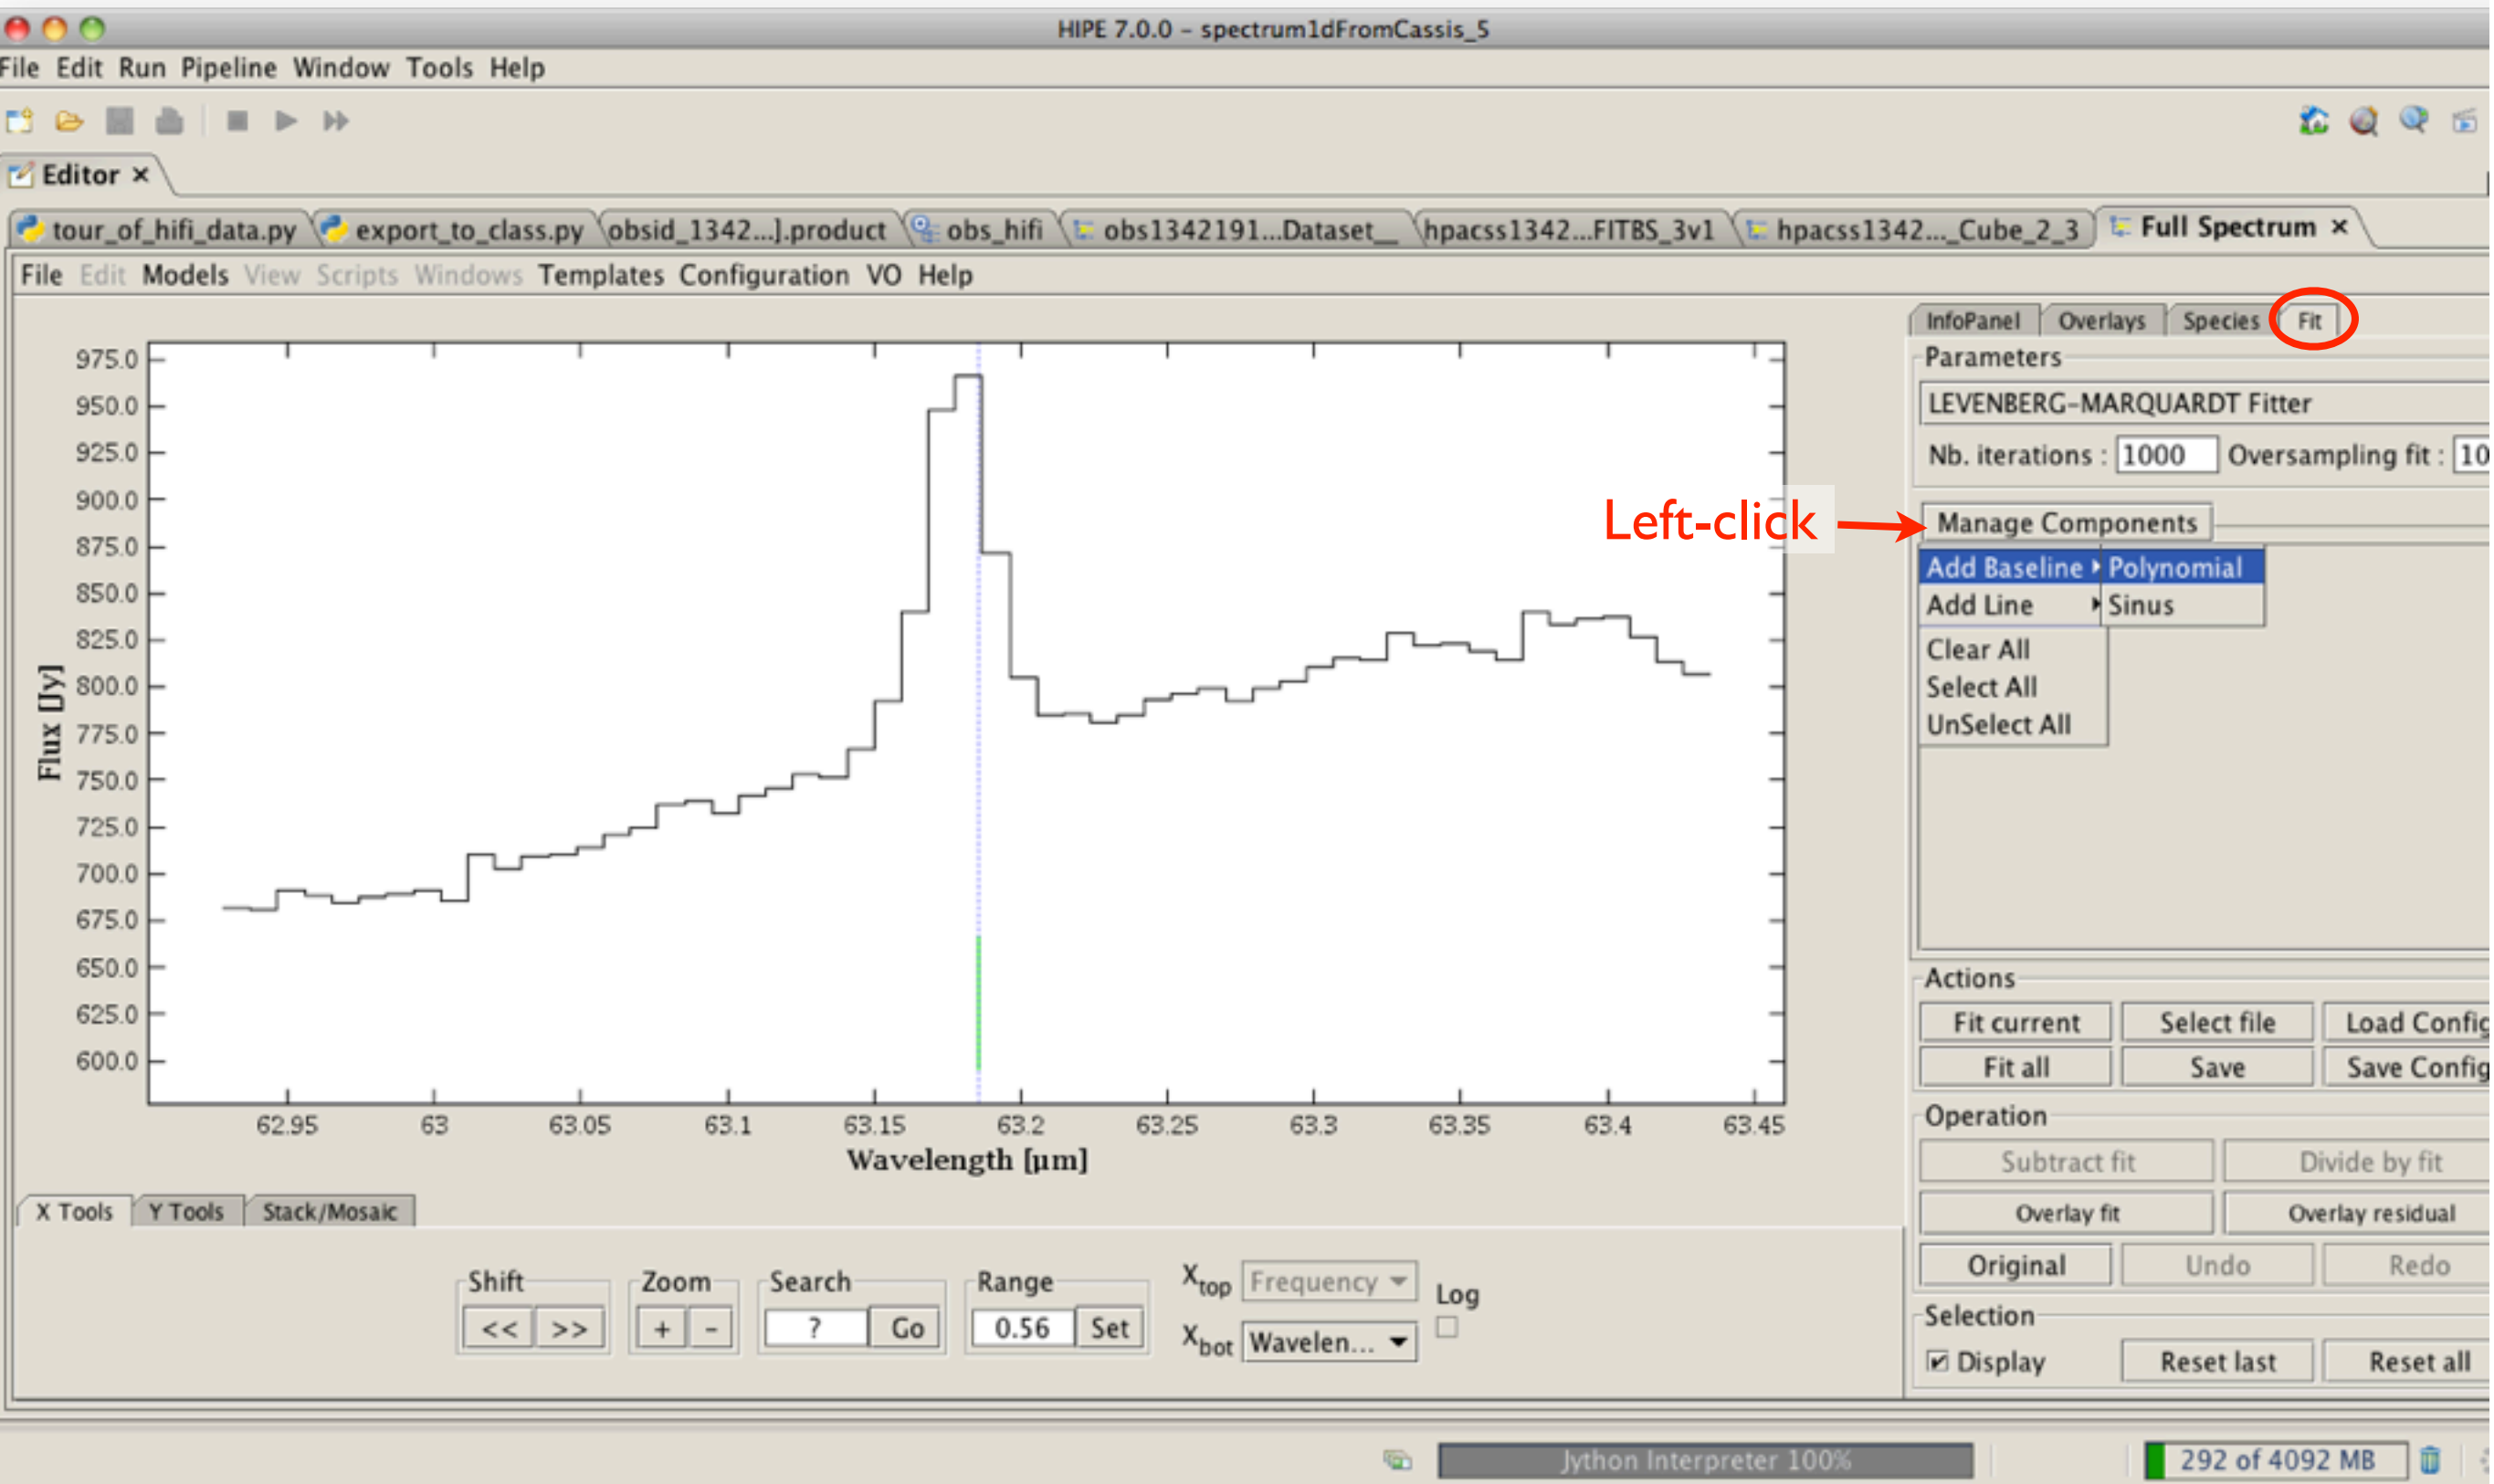 HIPE 7.0.0 – spectrum1dFromCassis_5
File Edit Run Pipeline Window Tools Help
Editor ×
tour_of_hifi_data.py export_to_class.py obsid_1342...].product obs_hifi obs1342191...Dataset__ hpacss1342...FITBS_3v1 hpacss1342..._Cube_2_3 Full Spectrum ×
File Edit Models View Scripts Windows Templates Configuration VO Help
InfoPanel Overlays Species Fit
Parameters
LEVENBERG-MARQUARDT Fitter
Nb. iterations : 1000 Oversampling fit : 10
Left-click
Manage Components
Add Baseline Polynomial
Add Line Sinus
Clear All
Select All
UnSelect All
975.0
950.0
925.0
900.0
875.0
850.0
825.0
800.0
775.0
750.0
725.0
700.0
675.0
650.0
625.0
600.0
Flux [Jy]
62.95 63 63.05 63.1 63.15 63.2 63.25 63.3 63.35 63.4 63.45
Wavelength [μm]
Actions
Fit current Select file Load Config
Fit all Save Save Config
Operation
Subtract fit Divide by fit
Overlay fit Overlay residual
Original Undo Redo
Selection
Display Reset last Reset all
X Tools Y Tools Stack/Mosaic
Shift Zoom Search Range
<< >> + - ? Go 0.56 Set
Xtop Frequency
Xbot Wavelen...
Log
Jython Interpreter 100%
292 of 4092 MB